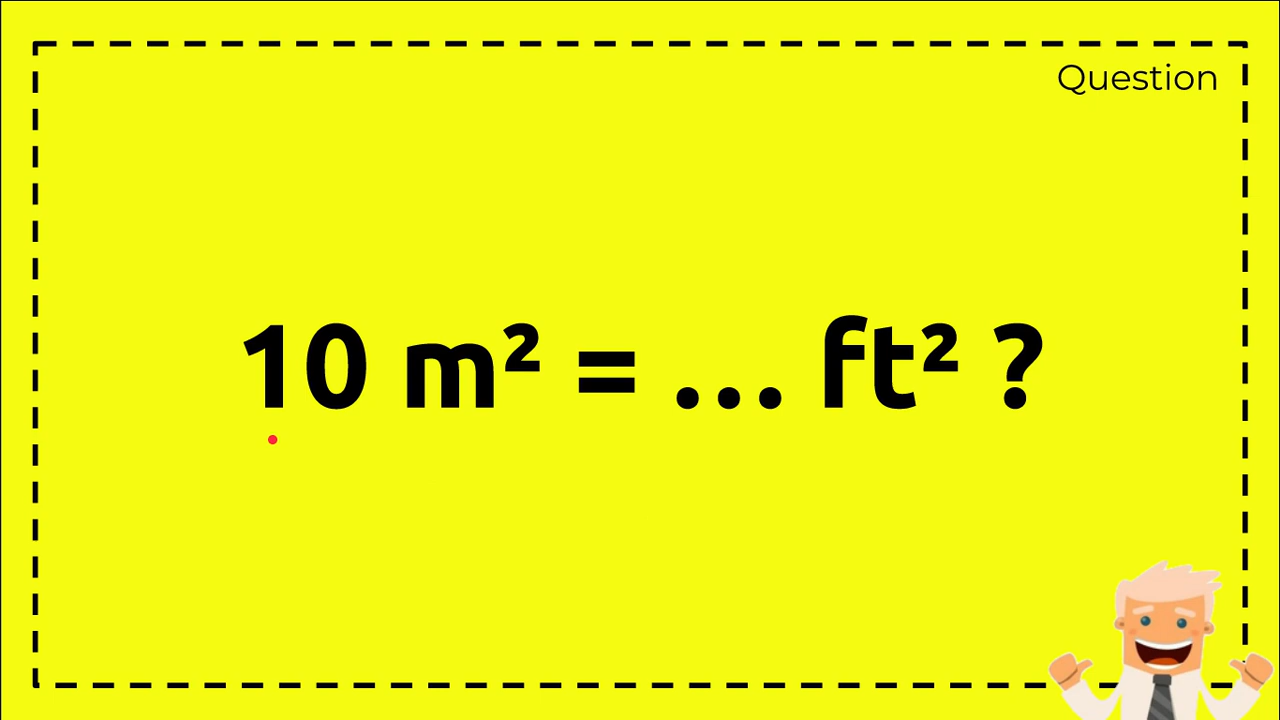 Question
10 m² = ... ft² ?